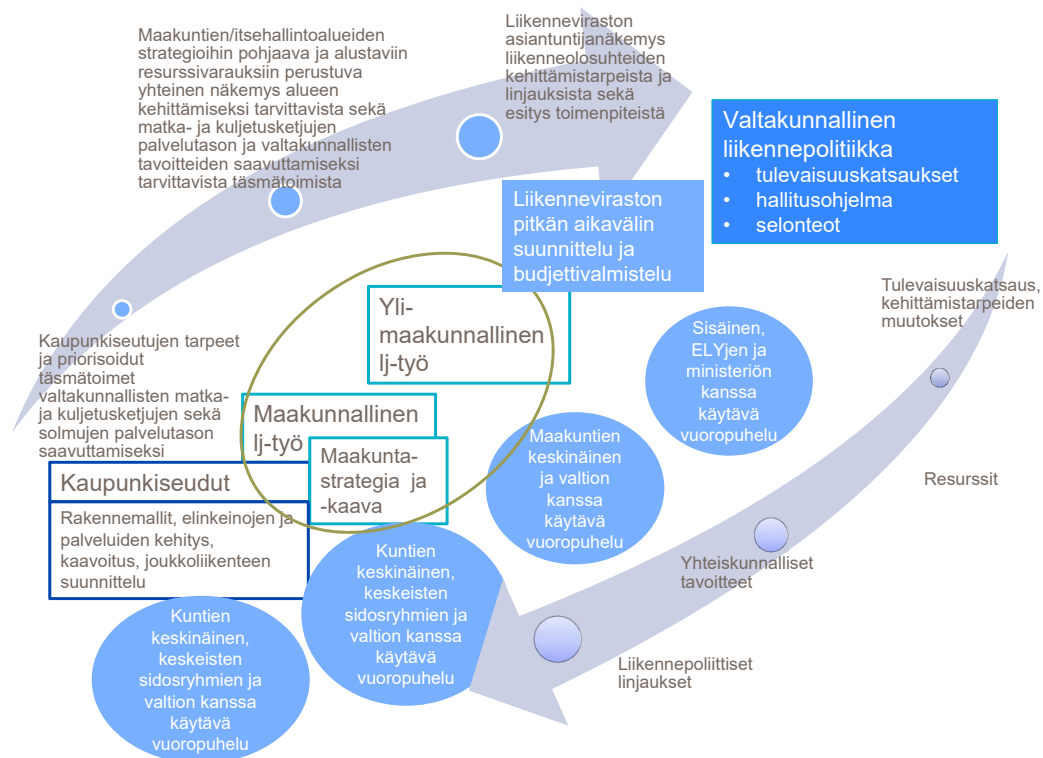 Maakuntien/itsehallintoalueiden
strategioihin pohjaava ja alustaviin
resurssivarauksiin perustuva
yhteinen näkemys alueen
kehittämiseksi tarvittavista sekä
matka- ja kuljetusketjujen
palvelutason ja valtakunnallisten
tavoitteiden saavuttamiseksi
tarvittavista täsmätoimista
Liikenneviraston
asiantuntijanäkemys
liikenneolosuhteiden
kehittämistarpeista ja
linjauksista sekä
esitys toimenpiteistä
Valtakunnallinen
liikennepolitiikka
• tulevaisuuskatsaukset
• hallitusohjelma
• selonteot
Liikenneviraston
pitkän aikavälin
suunnittelu ja
budjettivalmistelu
Yli-
maakunnallinen
lj-työ
Tulevaisuuskatsaus,
kehittämistarpeiden
muutokset
Kaupunkiseutujen tarpeet
ja priorisoidut
täsmätoimet
valtakunnallisten matka-
ja kuljetusketjujen sekä
solmujen palvelutason
saavuttamiseksi
Sisäinen,
ELYjen ja
ministeriön
kanssa
käytävä
vuoropuhelu
Maakunnallinen
lj-työ
Maakunta-
strategia ja
-kaava
Maakuntien
keskinäinen
ja valtion
kanssa
käytävä
vuoropuhelu
Resurssit
Kaupunkiseudut
Rakennemallit, elinkeinojen ja
palveluiden kehitys,
kaavoitus, joukkoliikenteen
suunnittelu
Kuntien
keskinäinen,
keskeisten
sidosryhmien ja
valtion kanssa
käytävä
vuoropuhelu
Yhteiskunnalliset
tavoitteet
Kuntien
keskinäinen,
keskeisten
sidosryhmien ja
valtion kanssa
käytävä
vuoropuhelu
Liikennepoliittiset
linjaukset